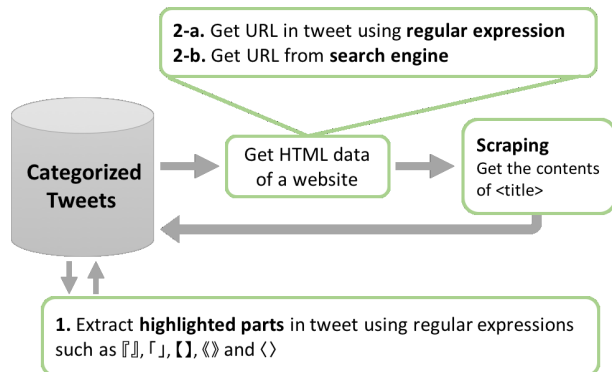 2-a. Get URL in tweet using regular expression
2-b. Get URL from search engine
Categorized
Tweets
Get HTML data
of a website
Scraping
Get the contents
of <title>
1. Extract highlighted parts in tweet using regular expressions
such as『』,「」,【】,《》and〈〉